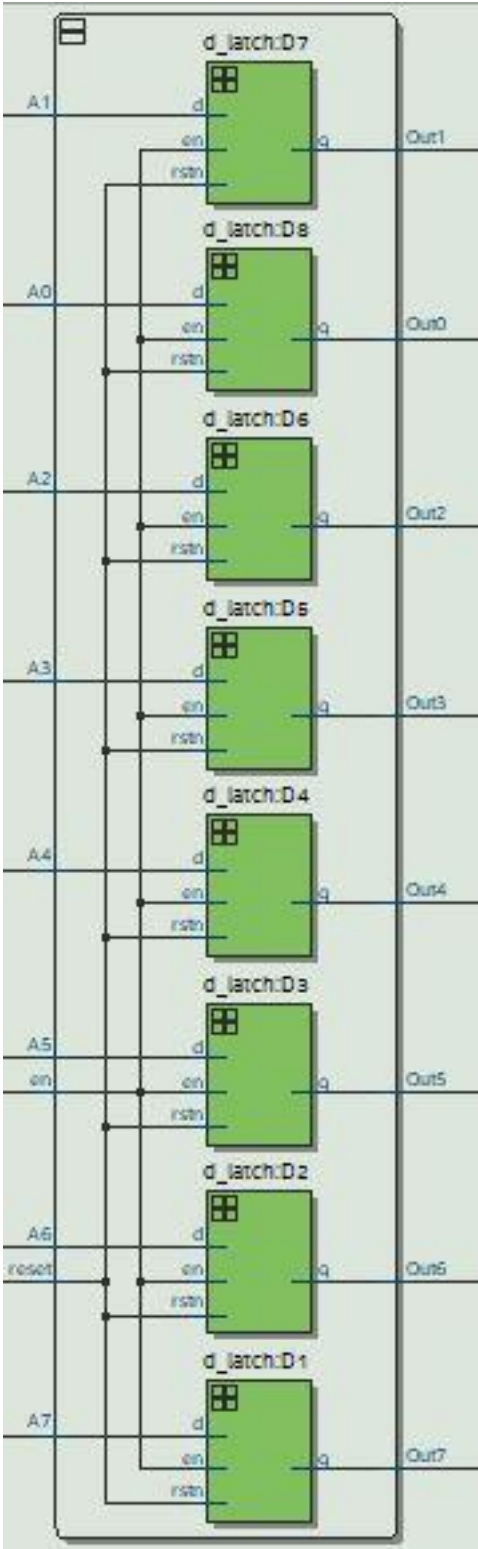 d_latch:D7
A1 d
en q Out1
rstn
d_latch:D8
A0 d
en q Out0
rstn
d_latch:D6
A2 d
en q Out2
rstn
d_latch:D5
A3 d
en q Out3
rstn
d_latch:D4
A4 d
en q Out4
rstn
d_latch:D3
A5 d
en en q Out5
rstn
d_latch:D2
A6 d
reset en q Out6
rstn
d_latch:D1
A7 d
en q Out7
rstn